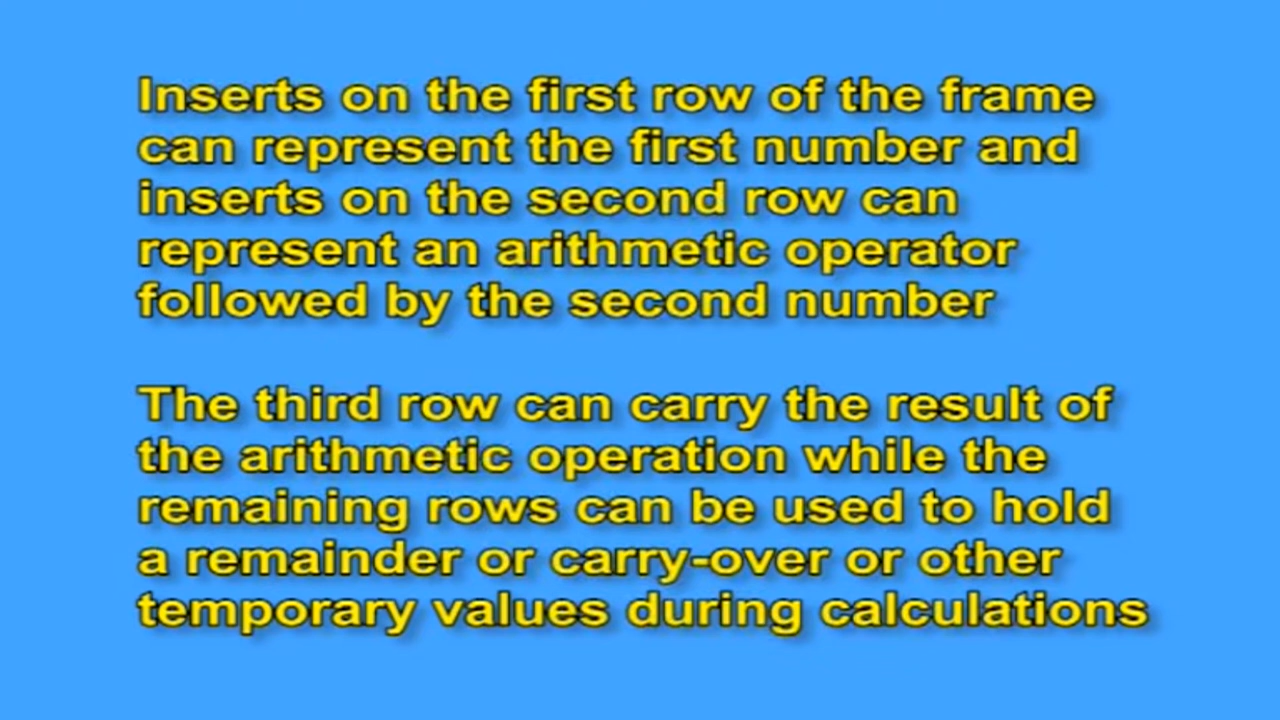 Inserts on the first row of the frame
can represent the first number and
inserts on the second row can
represent an arithmetic operator
followed by the second number
The third row can carry the result of
the arithmetic operation while the
remaining rows can be used to hold
a remainder or carry-over or other
temporary values during calculations